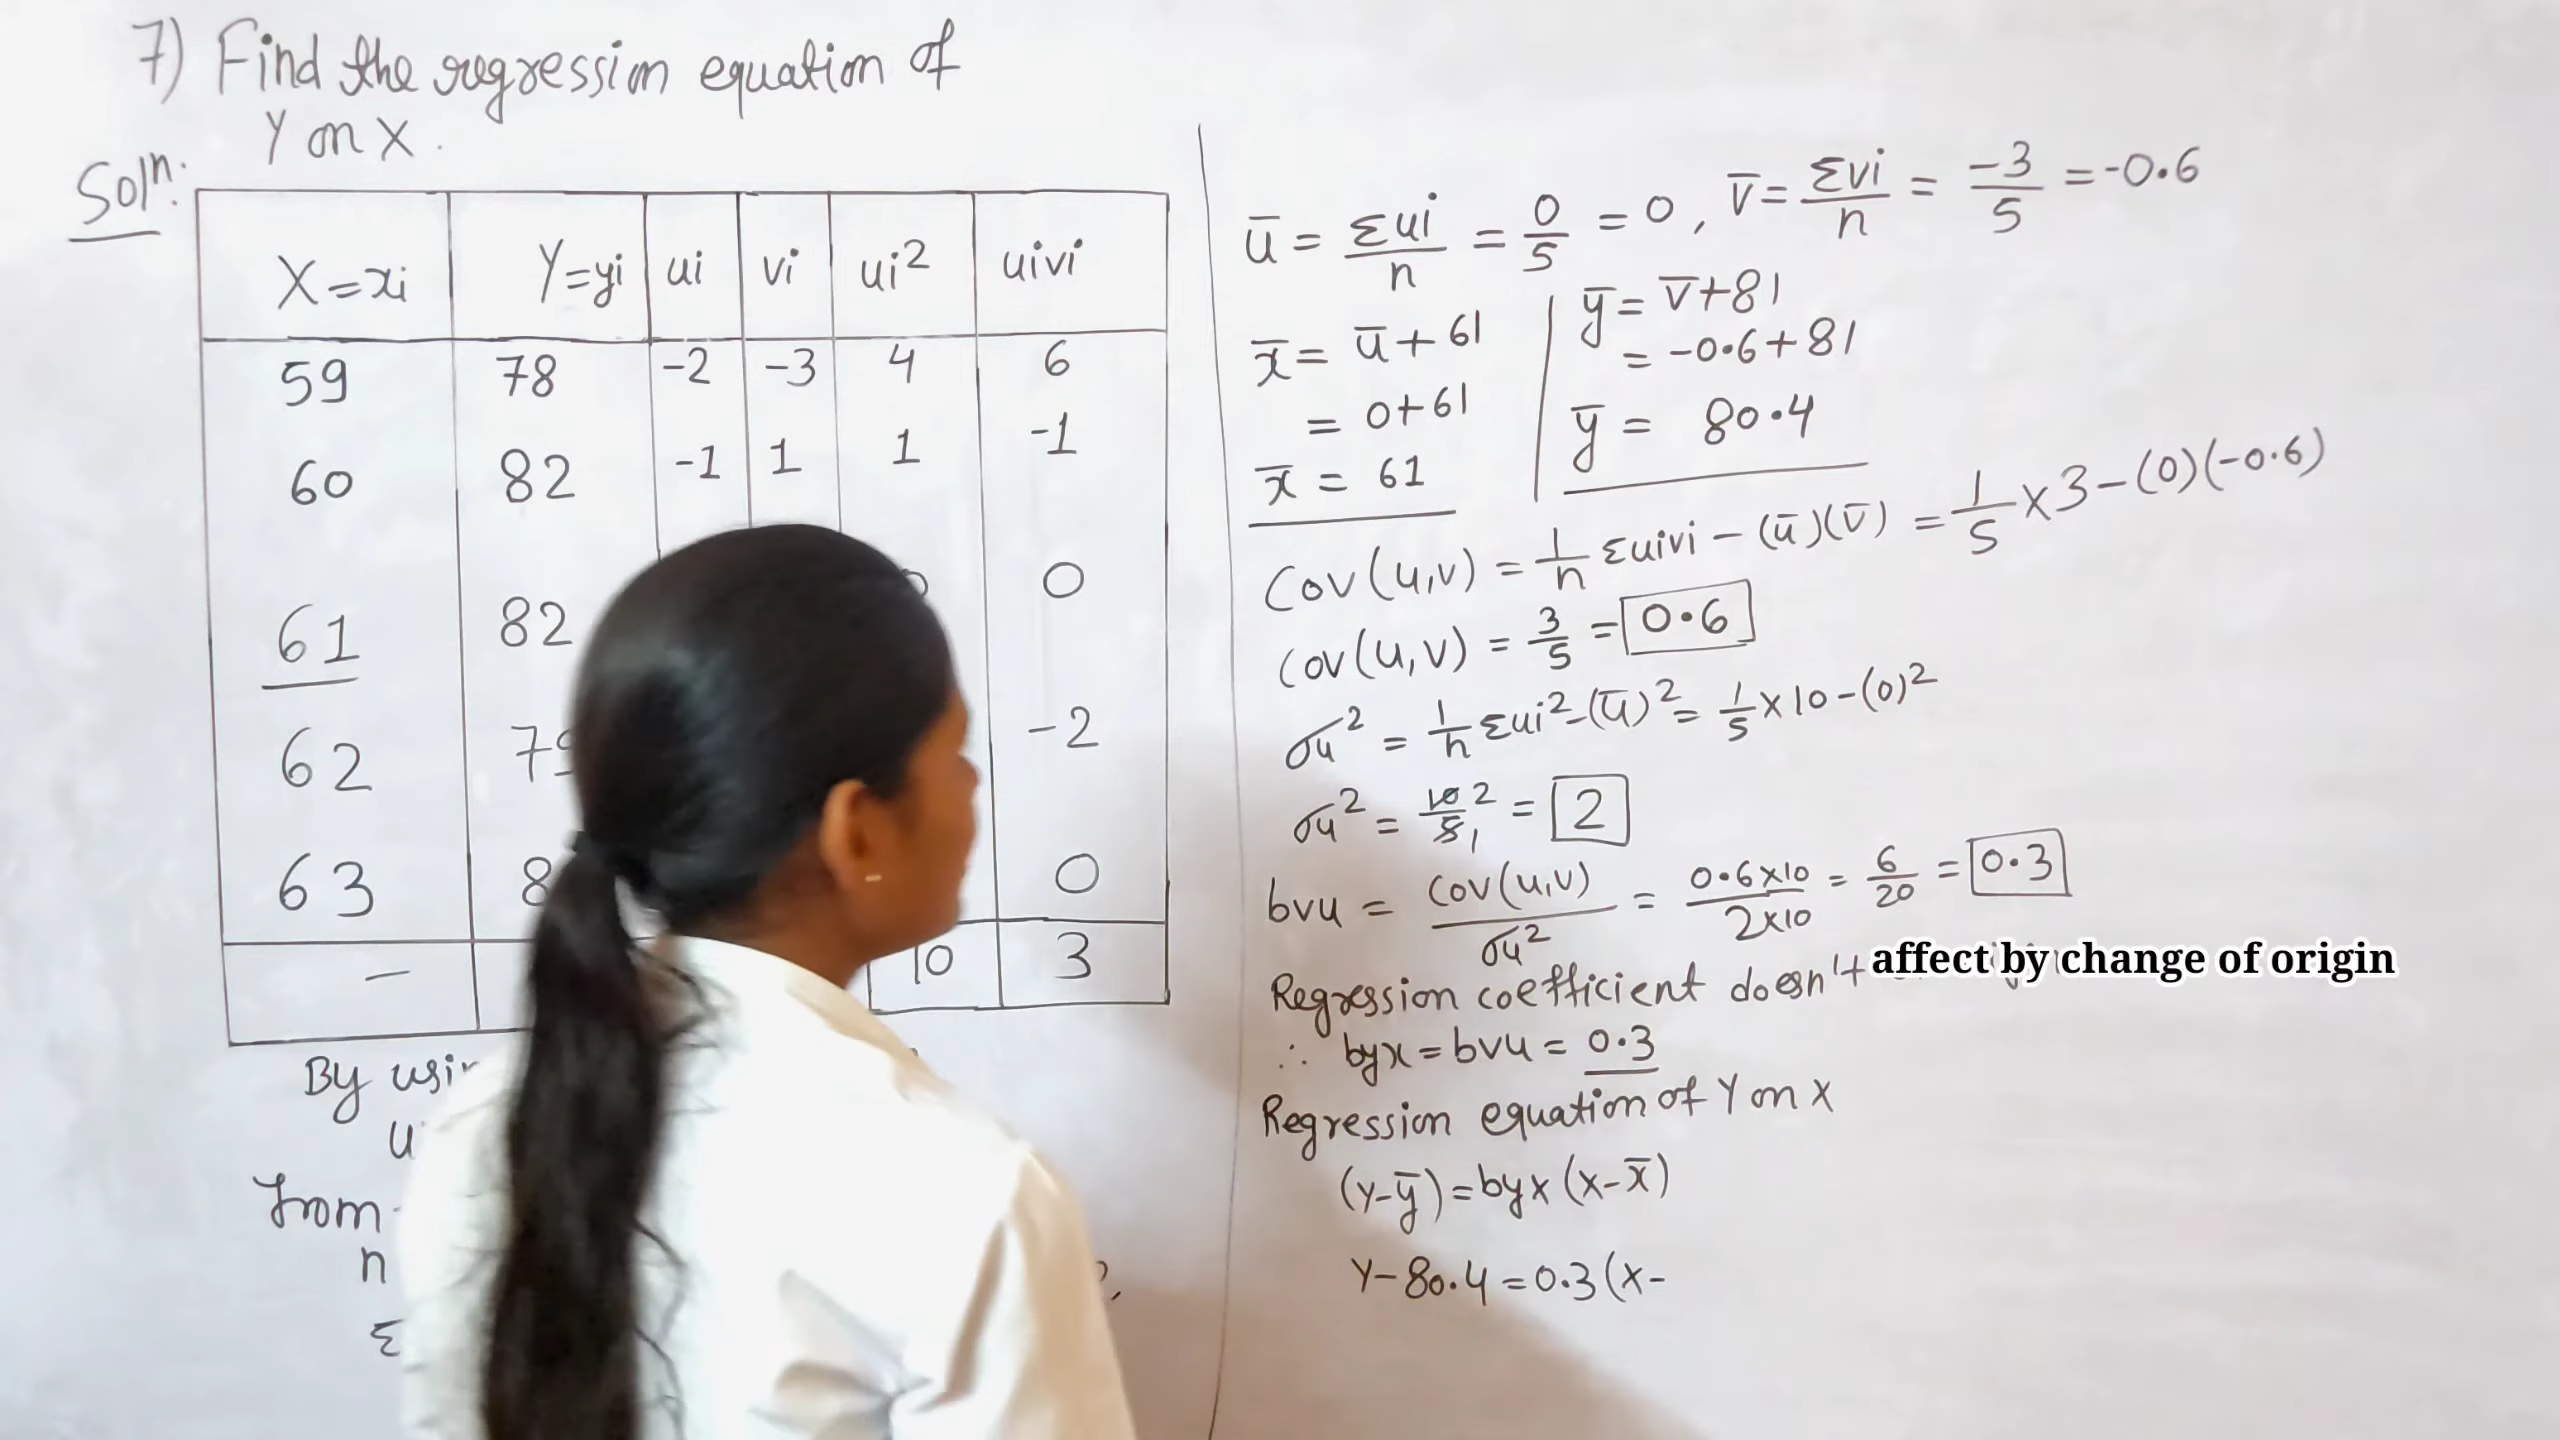 7) Find the regression equation of
Y on X.
Solⁿ:
X=xi Y=yi ui vi ui² uivi
59 78 -2 -3 4 6
60 82 -1 1 1 -1
61 82 0
62 -2
63 0
— 10 3
By
U
From
n
Σ
ū = Σui/n = 0/5 = 0, v̄ = Σvi/n = -3/5 = -0.6
x̄ = ū+61
= 0+61
x̄ = 61
ȳ = v̄+81
= -0.6+81
ȳ = 80.4
Cov(u,v) = 1/n Σuivi - (ū)(v̄) = 1/5 x3-(0)(-0.6)
Cov(u,v) = 3/5 = 0.6
σu² = 1/n Σui²-(ū)² = 1/5 x10-(0)²
σu² = 10/5 2/1 = 2
bvu = Cov(u,v)/σu² = 0.6x10/2x10 = 6/20 = 0.3
Regression coefficient doesn't affect by change of origin
∴ byx = bvu = 0.3
Regression equation of Y on X
(Y-ȳ)=byx(X-x̄)
Y-80.4=0.3(X-